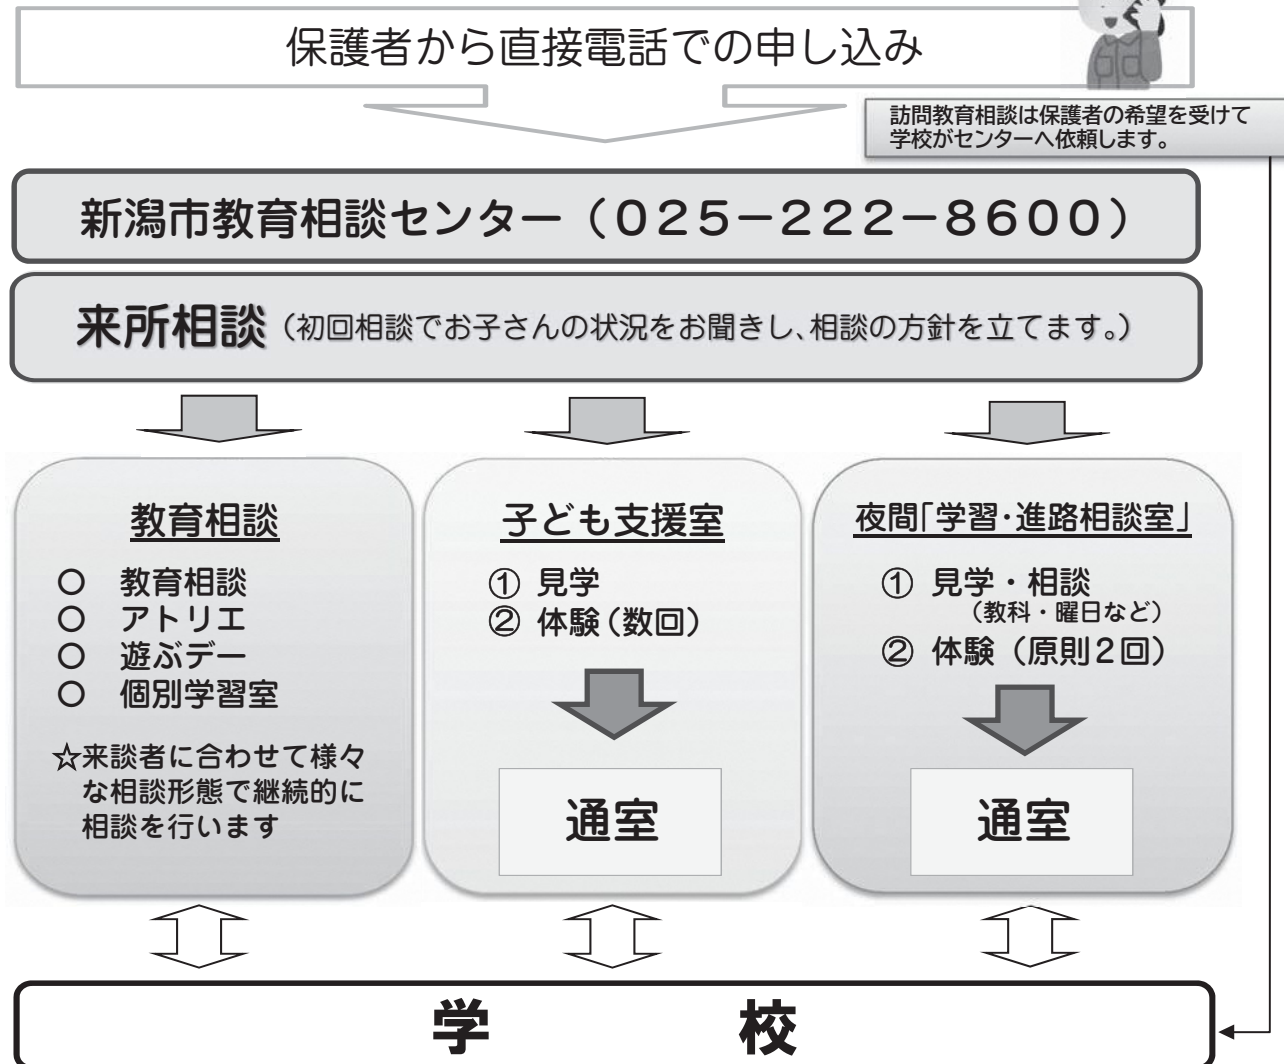 保護者から直接電話での申し込み
訪問教育相談は保護者の希望を受けて
学校がセンターへ依頼します。
新潟市教育相談センター（０２５－２２２－８６００）
来所相談（初回相談でお子さんの状況をお聞きし、相談の方針を立てます。）
教育相談
○ 教育相談
○ アトリエ
○ 遊ぶデー
○ 個別学習室
☆来談者に合わせて様々
な相談形態で継続的に
相談を行います
子ども支援室
① 見学
② 体験（数回）
通室
夜間「学習・進路相談室」
① 見学・相談
（教科・曜日など）
② 体験（原則２回）
通室
学 校